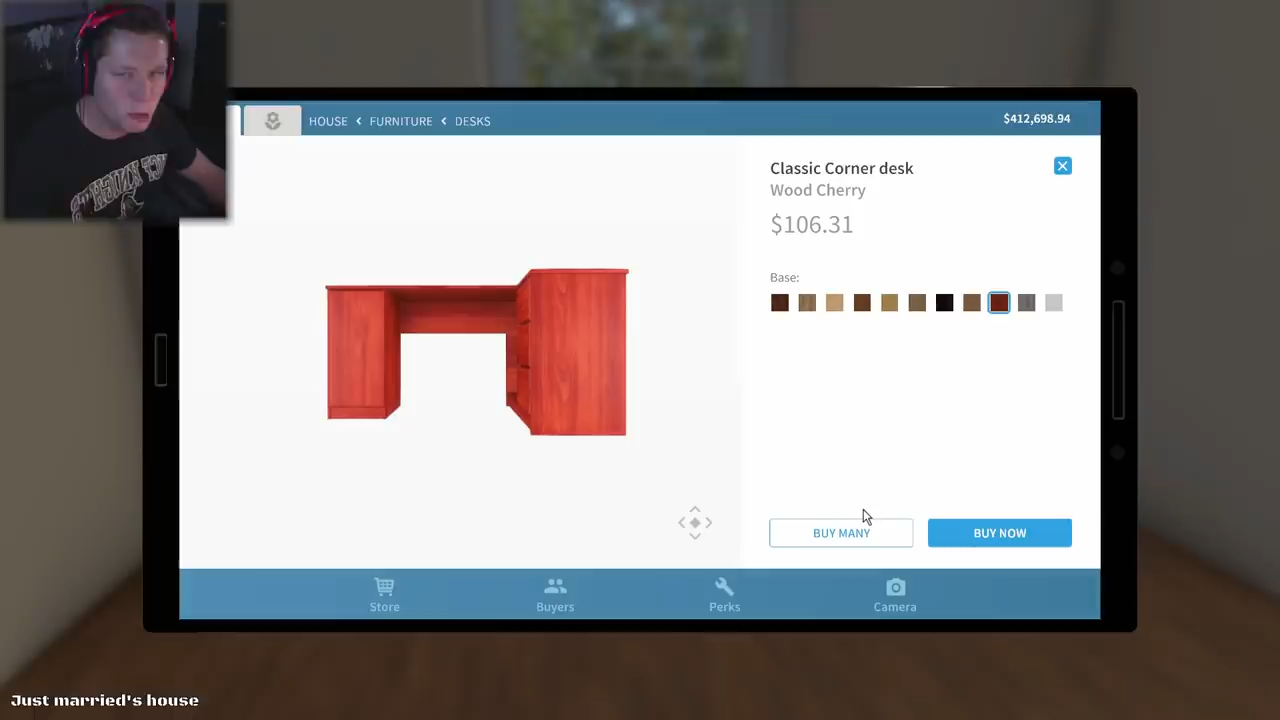 HOUSE < FURNITURE < DESKS
$412,698.94
Classic Corner desk
Wood Cherry
$106.31
Base:
BUY MANY
BUY NOW
Store
Buyers
Perks
Camera
Just married's house